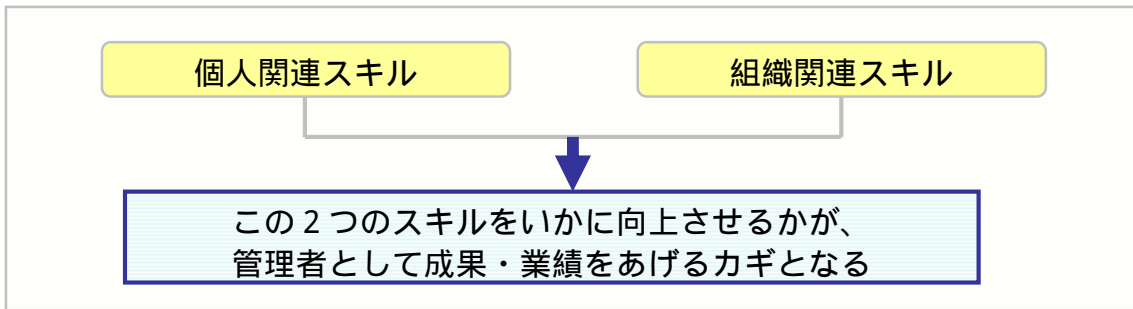 個人関連スキル
組織関連スキル
この２つのスキルをいかに向上させるかが、
管理者として成果・業績をあげるカギとなる